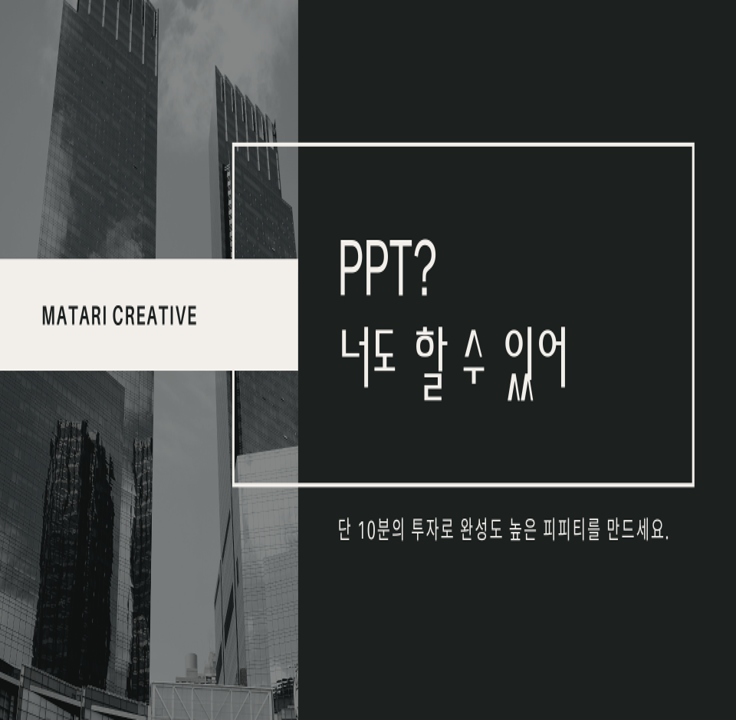 MATARI CREATIVE
PPT?
너도 할 수 있어
단 10분의 투자로 완성도 높은 피피티를 만드세요.